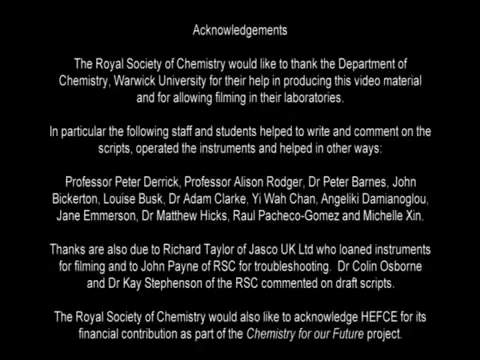 Acknowledgements
The Royal Society of Chemistry would like to thank the Department of
Chemistry, Warwick University for their help in producing this video material
and for allowing filming in their laboratories.
In particular the following staff and students helped to write and comment on the
scripts, operated the instruments and helped in other ways:
Professor Peter Derrick, Professor Alison Rodger, Dr Peter Barnes, John
Bickerton, Louise Busk, Dr Adam Clarke, Yi Wah Chan, Angeliki Damianoglou,
Jane Emmerson, Dr Matthew Hicks, Raul Pacheco-Gomez and Michelle Xin.
Thanks are also due to Richard Taylor of Jasco UK Ltd who loaned instruments
for filming and to John Payne of RSC for troubleshooting.  Dr Colin Osborne
and Dr Kay Stephenson of the RSC commented on draft scripts.
The Royal Society of Chemistry would also like to acknowledge HEFCE for its
financial contribution as part of the Chemistry for our Future project.